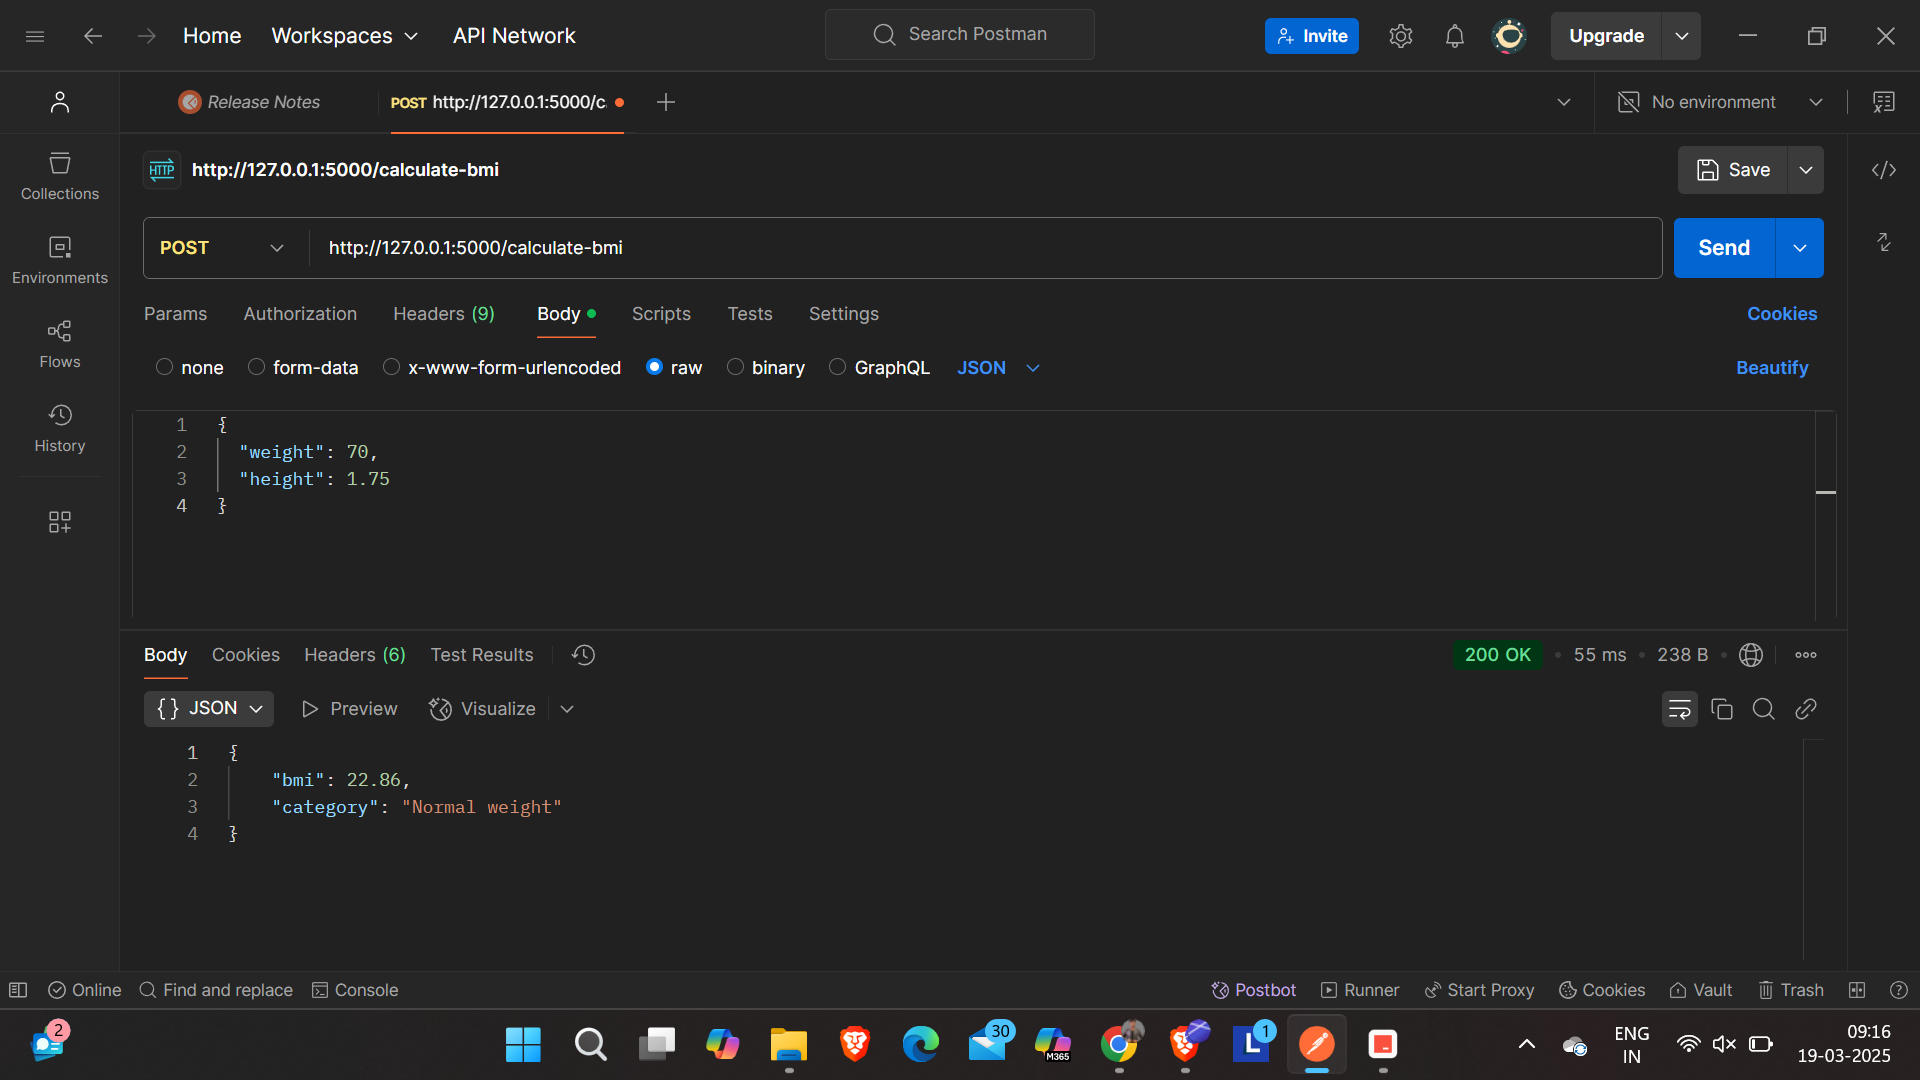 Home Workspaces API Network Search Postman Invite Upgrade
Release Notes POST http://127.0.0.1:5000/c No environment
HTTP http://127.0.0.1:5000/calculate-bmi Save
Collections
POST http://127.0.0.1:5000/calculate-bmi Send
Environments
Params Authorization Headers (9) Body Scripts Tests Settings Cookies
Flows
none form-data x-www-form-urlencoded raw binary GraphQL JSON Beautify
History
1 {
2 "weight": 70,
3 "height": 1.75
4 }
Body Cookies Headers (6) Test Results 200 OK • 55 ms • 238 B
{} JSON Preview Visualize
1 {
2 "bmi": 22.86,
3 "category": "Normal weight"
4 }
Online Find and replace Console Postbot Runner Start Proxy Cookies Vault Trash
2 30 M365 L 1 ENG
IN
09:16
19-03-2025